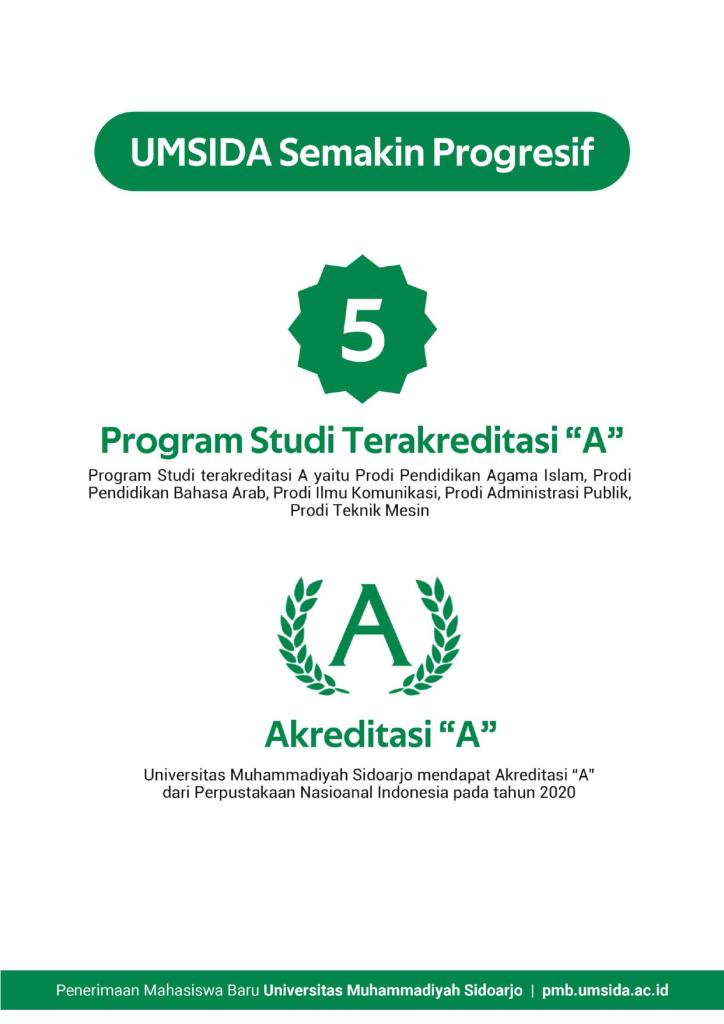 UMSIDA Semakin Progresif
5
Program Studi Terakreditasi “A”
Program Studi terakreditasi A yaitu Prodi Pendidikan Agama Islam, Prodi
Pendidikan Bahasa Arab, Prodi Ilmu Komunikasi, Prodi Administrasi Publik,
Prodi Teknik Mesin
A
Akreditasi “A”
Universitas Muhammadiyah Sidoarjo mendapat Akreditasi “A”
dari Perpustakaan Nasioanal Indonesia pada tahun 2020
Penerimaan Mahasiswa Baru Universitas Muhammadiyah Sidoarjo | pmb.umsida.ac.id